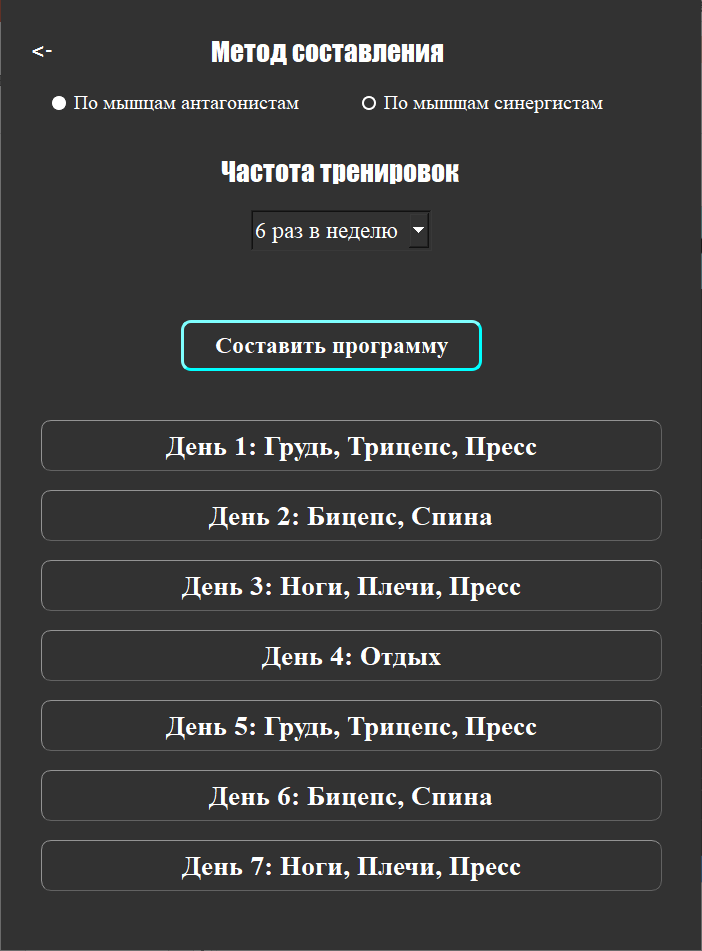 <- Метод составления
По мышцам антагонистам По мышцам синергистам
Частота тренировок
6 раз в неделю
Составить программу
День 1: Грудь, Трицепс, Пресс
День 2: Бицепс, Спина
День 3: Ноги, Плечи, Пресс
День 4: Отдых
День 5: Грудь, Трицепс, Пресс
День 6: Бицепс, Спина
День 7: Ноги, Плечи, Пресс